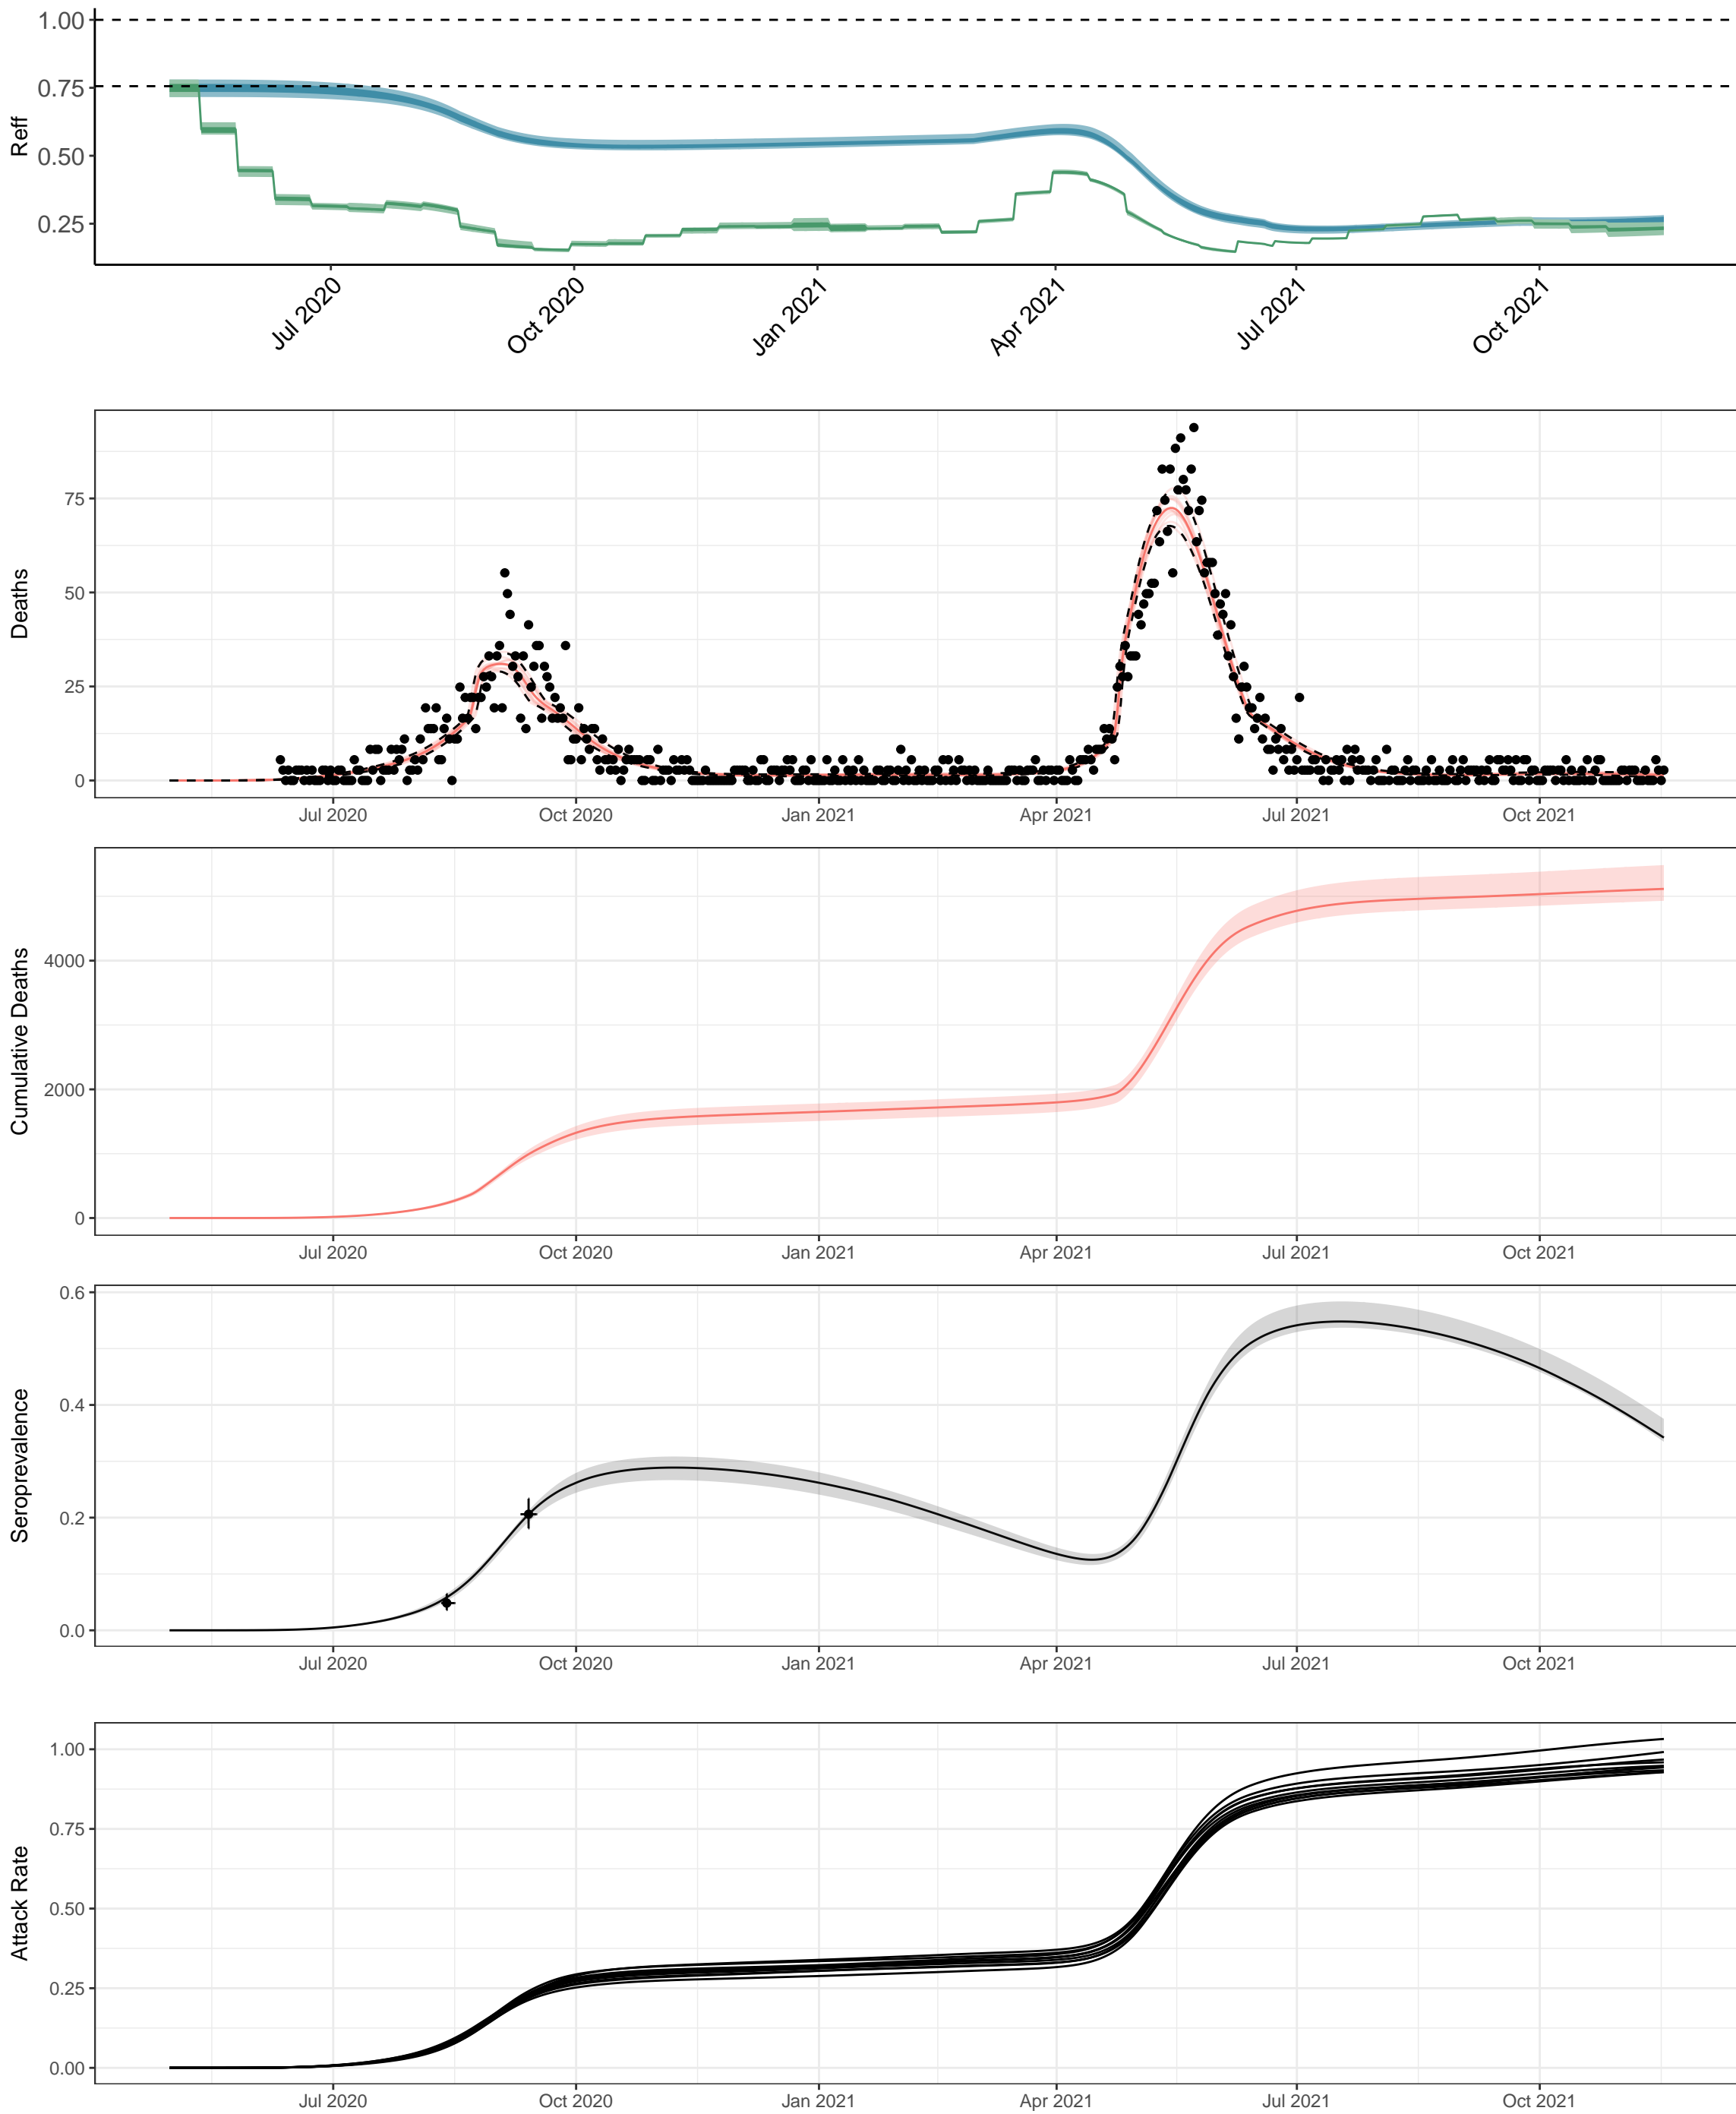 1.00
0.75
0.50
0.25
Reff
Jul 2020
Oct 2020
Jan 2021
Apr 2021
Jul 2021
Oct 2021
75
50
25
0
Deaths
Jul 2020
Oct 2020
Jan 2021
Apr 2021
Jul 2021
Oct 2021
4000
2000
0
Cumulative Deaths
Jul 2020
Oct 2020
Jan 2021
Apr 2021
Jul 2021
Oct 2021
0.6
0.4
0.2
0.0
Seroprevalence
Jul 2020
Oct 2020
Jan 2021
Apr 2021
Jul 2021
Oct 2021
1.00
0.75
0.50
0.25
0.00
Attack Rate
Jul 2020
Oct 2020
Jan 2021
Apr 2021
Jul 2021
Oct 2021